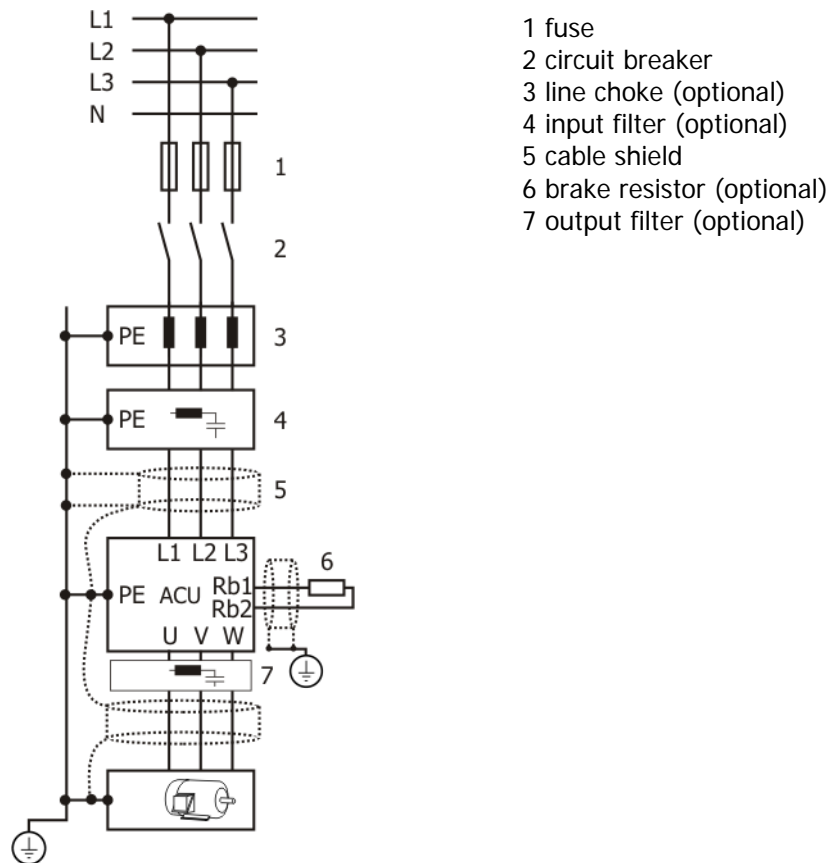 L1
L2
L3
N
1
2
PE
3
PE
4
5
L1 L2 L3
PE ACU Rb1
Rb2
6
U V W
7
1 fuse
2 circuit breaker
3 line choke (optional)
4 input filter (optional)
5 cable shield
6 brake resistor (optional)
7 output filter (optional)